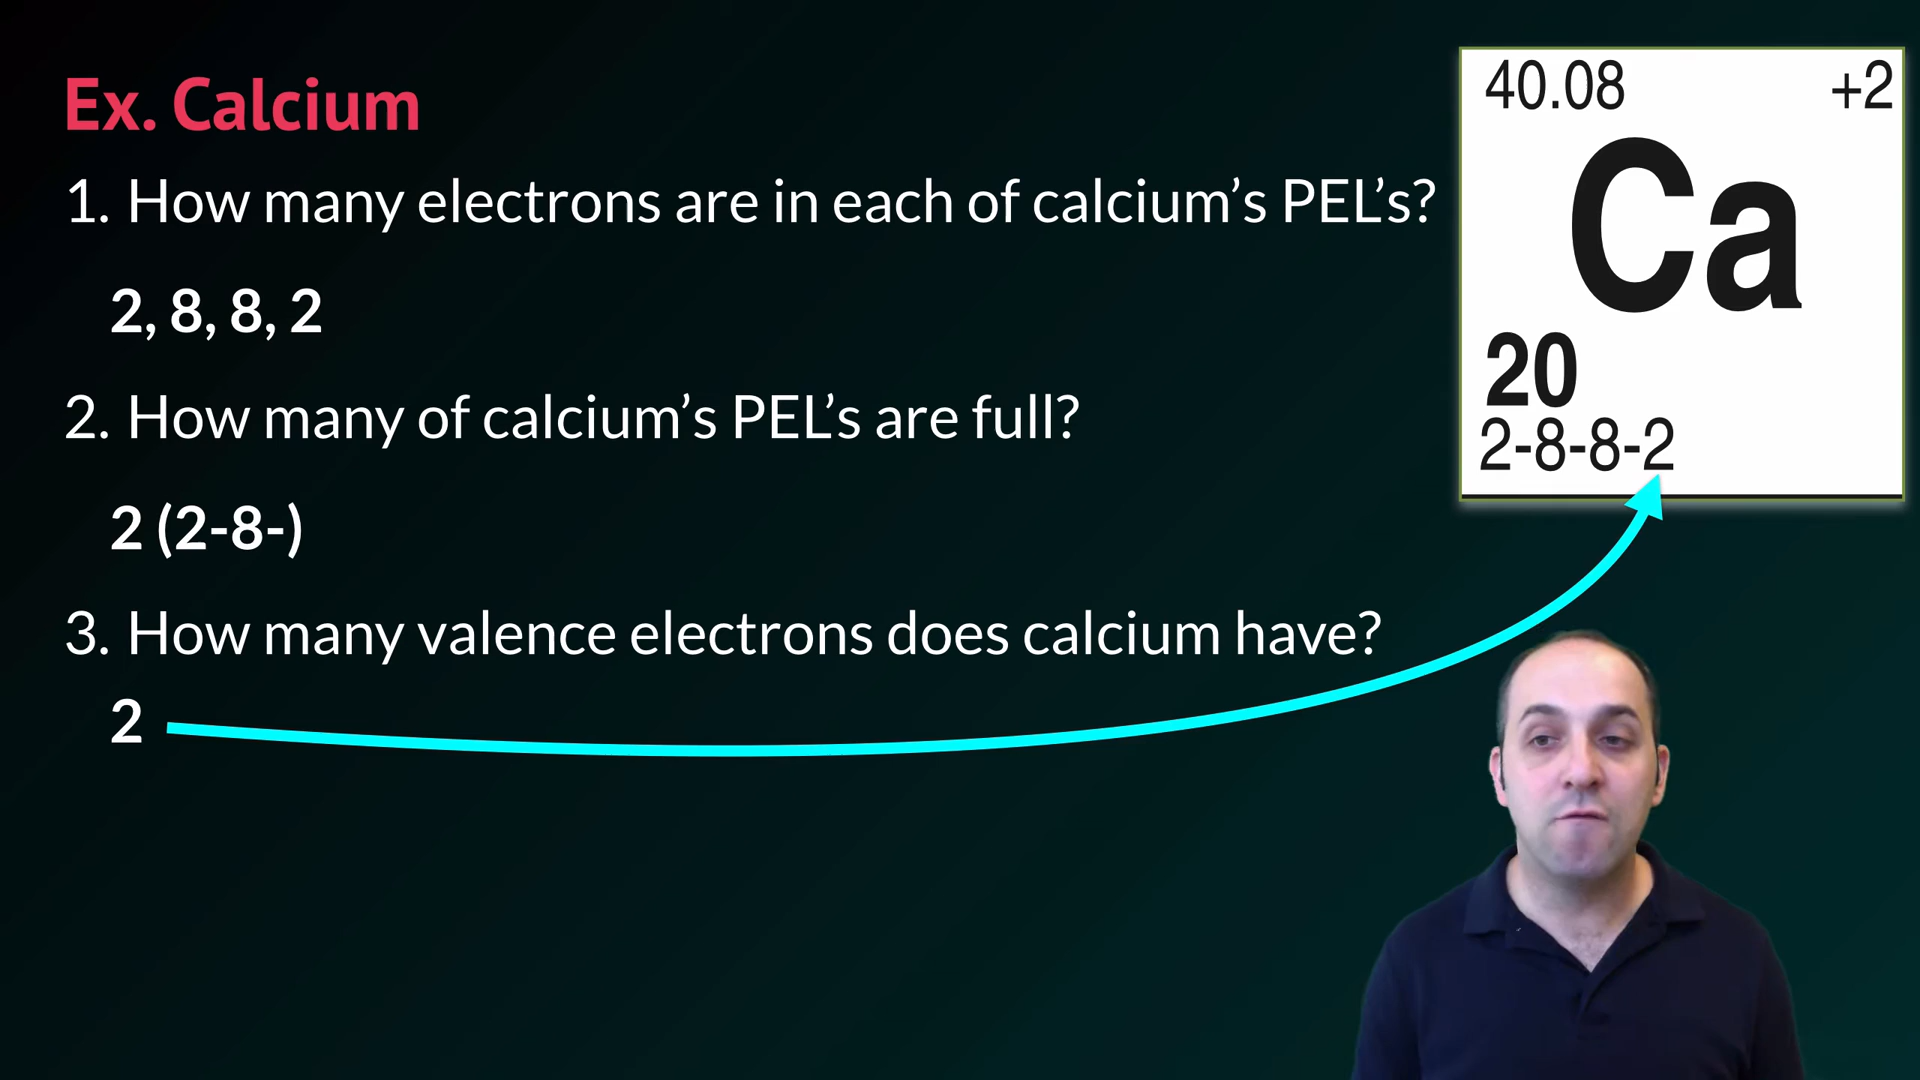 Ex. Calcium
1. How many electrons are in each of calcium’s PEL’s?
2, 8, 8, 2
2. How many of calcium’s PEL’s are full?
2 (2-8-)
3. How many valence electrons does calcium have?
2
40.08 +2
Ca
20
2-8-8-2